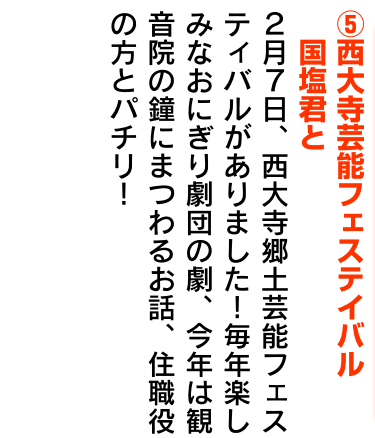 ⑤西大寺芸能フェスティバル
国塩君と
２月７日、西大寺郷土芸能フェス
ティバルがありました！毎年楽し
みなおにぎり劇団の劇、今年は観
音院の鐘にまつわるお話、住職役
の方とパチリ！